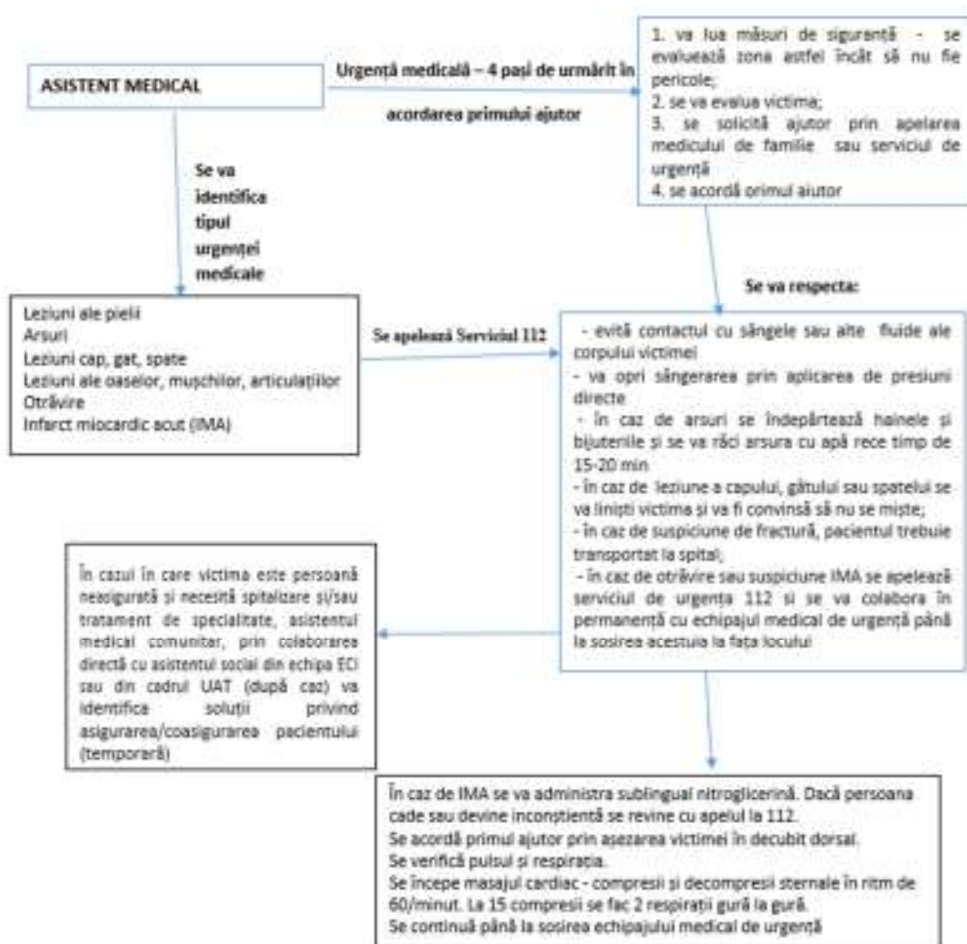 ASISTENT MEDICAL
Urgență medicală – 4 pași de urmărit în
acordarea primului ajutor
1. va lua măsuri de siguranță - se
evaluează zona astfel încât să nu fie
pericole;
2. se va evalua victima;
3. se solicită ajutor prin apelarea
medicului de familie sau serviciul de
urgență
4. se acordă orimul aiutor
Se va
identifica
tipul
urgenței
medicale
Se va respecta:
Leziuni ale pielii
Arsuri
Leziuni cap, gat, spate
Leziuni ale oaselor, mușchilor, articulațiilor
Otrăvire
Infarct miocardic acut (IMA)
Se apelează Serviciul 112
- evită contactul cu sângele sau alte fluide ale
corpului victimei
- va opri sângerarea prin aplicarea de presiuni
directe
- în caz de arsuri se îndepărtează hainele și
bijuteriile și se va răci arsura cu apă rece timp de
15-20 min
- în caz de leziune a capului, gâtului sau spatelui se
va liniști victima și va fi convinsă să nu se miște;
- în caz de suspiciune de fractură, pacientul trebuie
transportat la spital;
- în caz de otrăvire sau suspiciune IMA se apelează
serviciul de urgența 112 si se va colabora în
permanență cu echipajul medical de urgență până
la sosirea acestuia la fața locului
În cazul în care victima este persoană
neasigurată și necesită spitalizare și/sau
tratament de specialitate, asistentul
medical comunitar, prin colaborarea
directă cu asistentul social din echipa ECI
sau din cadrul UAT (după caz) va
identifica soluții privind
asigurarea/coasigurarea pacientului
(temporară)
În caz de IMA se va administra sublingual nitroglicerină. Dacă persoana
cade sau devine inconștientă se revine cu apelul la 112.
Se acordă primul ajutor prin așezarea victimei în decubit dorsal.
Se verifică pulsul și respirația.
Se începe masajul cardiac - compresii și decompresii sternale în ritm de
60/minut. La 15 compresii se fac 2 respirații gură la gură.
Se continuă până la sosirea echipajului medical de urgență